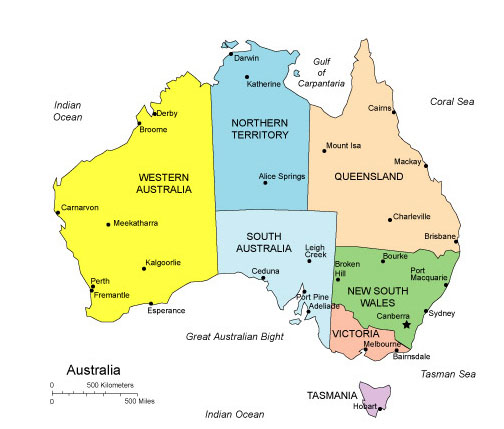 Darwin
Gulf
of
Carpantaria
Katherine
Indian
Ocean
Coral Sea
Derby
Cairns
Broome
NORTHERN
TERRITORY
Mount Isa
Mackay
WESTERN
AUSTRALIA
Alice Springs
QUEENSLAND
Carnarvon
Meekatharra
Charleville
SOUTH
AUSTRALIA
Brisbane
Leigh
Creek
Bourke
Kalgoorlie
Ceduna
Broken
Hill
Port
Macquarie
Perth
Fremantle
Port Pine
NEW SOUTH
WALES
Esperance
Adelaide
Canberra
Sydney
Great Australian Bight
VICTORIA
Melbourne
Bairnsdale
Tasman Sea
Australia
0 500 Kilometers
0 500 Miles
TASMANIA
Hobart
Indian Ocean